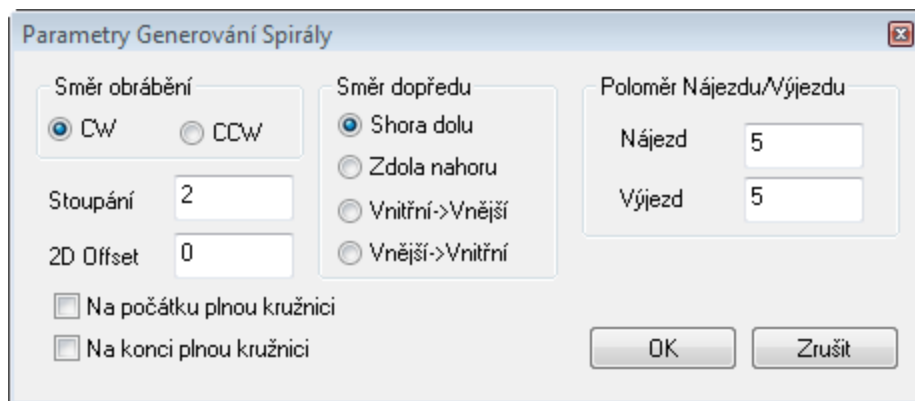 Parametry Generování Spirály
Směr obrábění
CW
CCW
Stoupání
2
2D Offset
0
Směr dopředu
Shora dolu
Zdola nahoru
Vnitřní->Vnější
Vnější->Vnitřní
Poloměr Nájezdu/Výjezdu
Nájezd
5
Výjezd
5
Na počátku plnou kružnici
Na konci plnou kružnici
OK
Zrušit